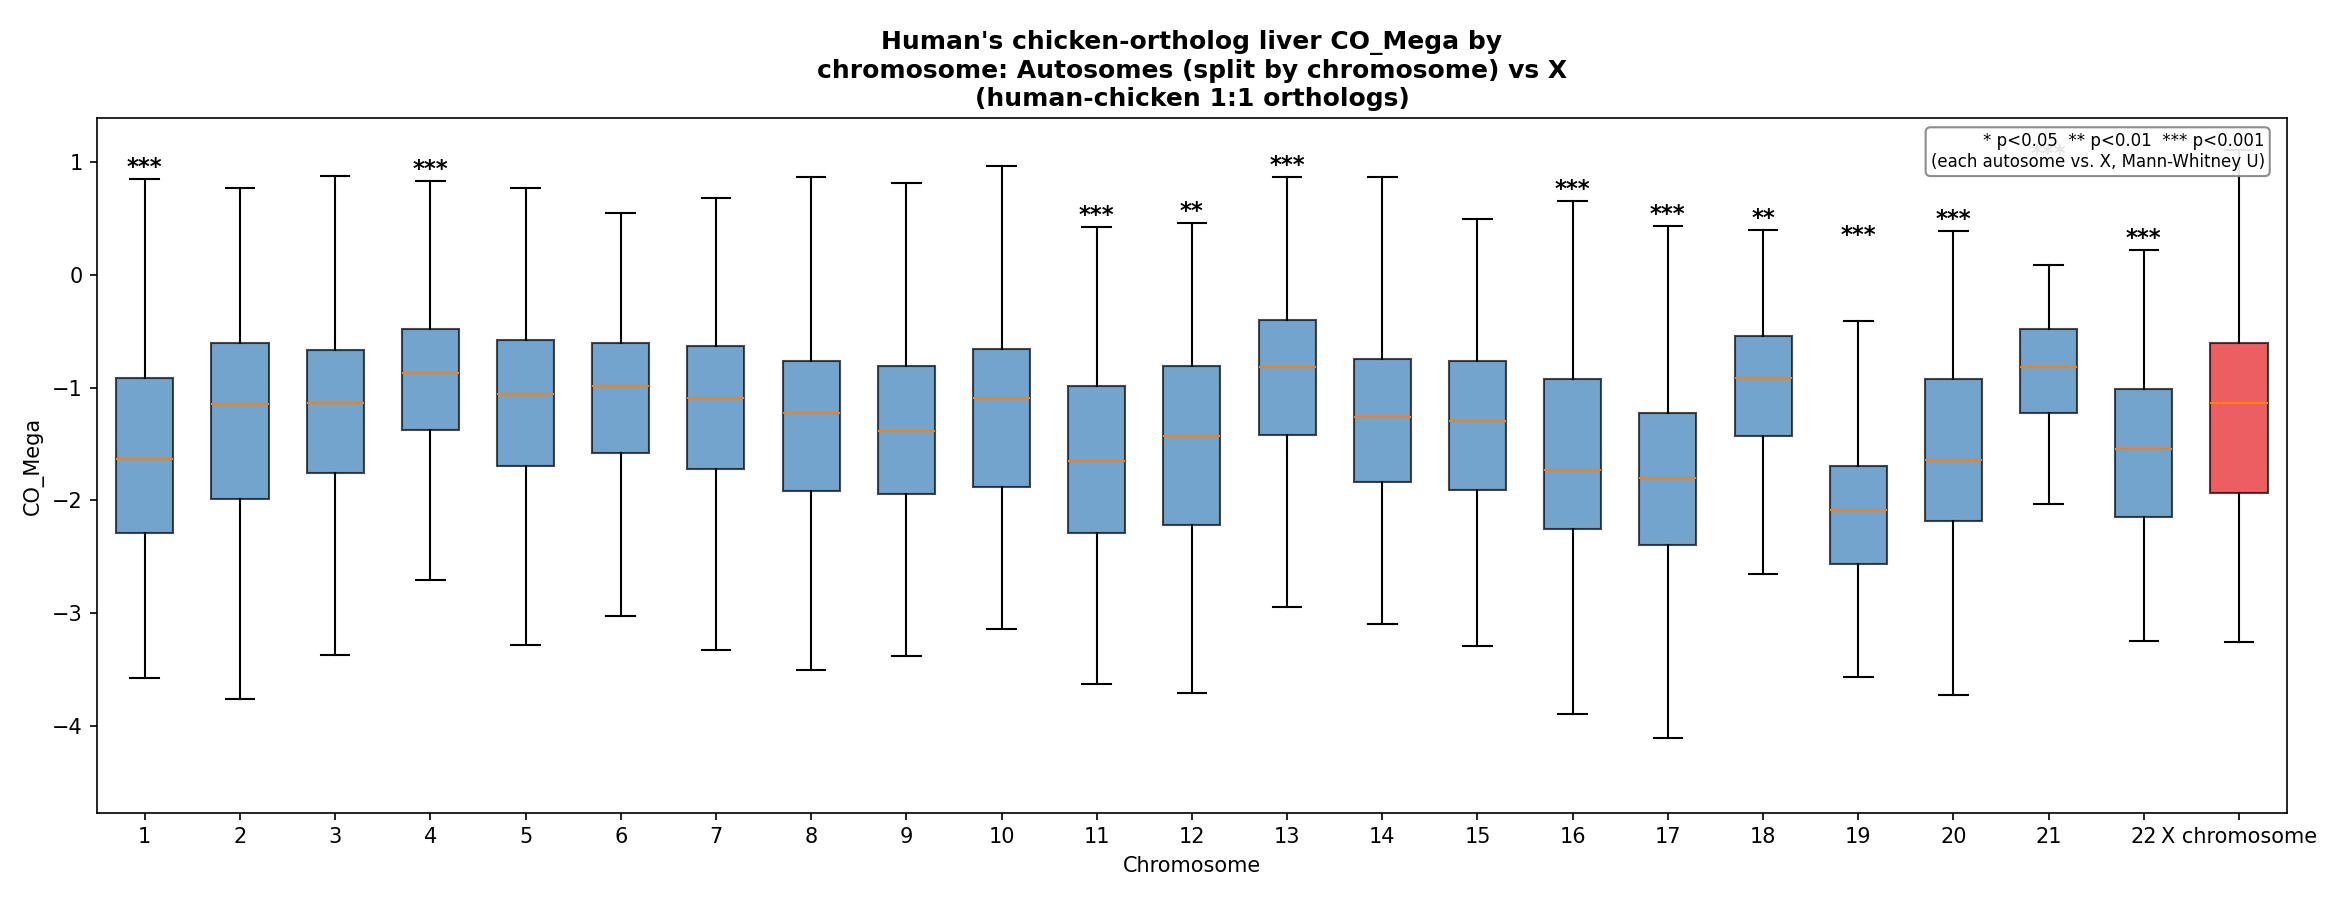 Human's chicken-ortholog liver CO_Mega by
chromosome: Autosomes (split by chromosome) vs X
(human-chicken 1:1 orthologs)
* p<0.05  ** p<0.01  *** p<0.001
(each autosome vs. X, Mann-Whitney U)
*** *** *** ** *** *** *** ** *** *** *** ***
CO_Mega
1
0
−1
−2
−3
−4
1 2 3 4 5 6 7 8 9 10 11 12 13 14 15 16 17 18 19 20 21 22 X chromosome
Chromosome